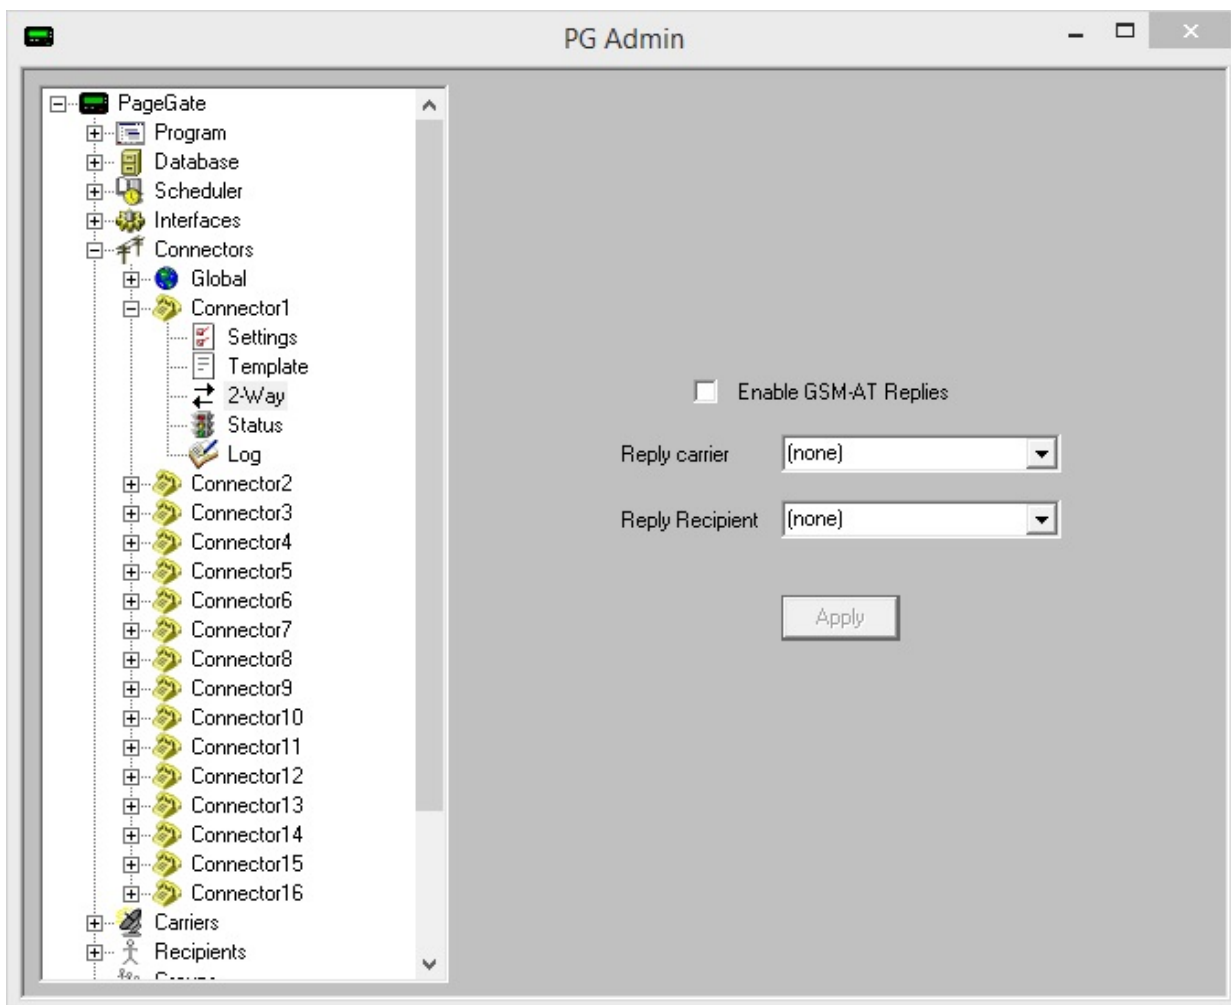 PG Admin
PageGate
Program
Database
Scheduler
Interfaces
Connectors
Global
Connector1
Settings
Template
2-Way
Status
Log
Connector2
Connector3
Connector4
Connector5
Connector6
Connector7
Connector8
Connector9
Connector10
Connector11
Connector12
Connector13
Connector14
Connector15
Connector16
Carriers
Recipients
Enable GSM-AT Replies
Reply carrier (none)
Reply Recipient (none)
Apply